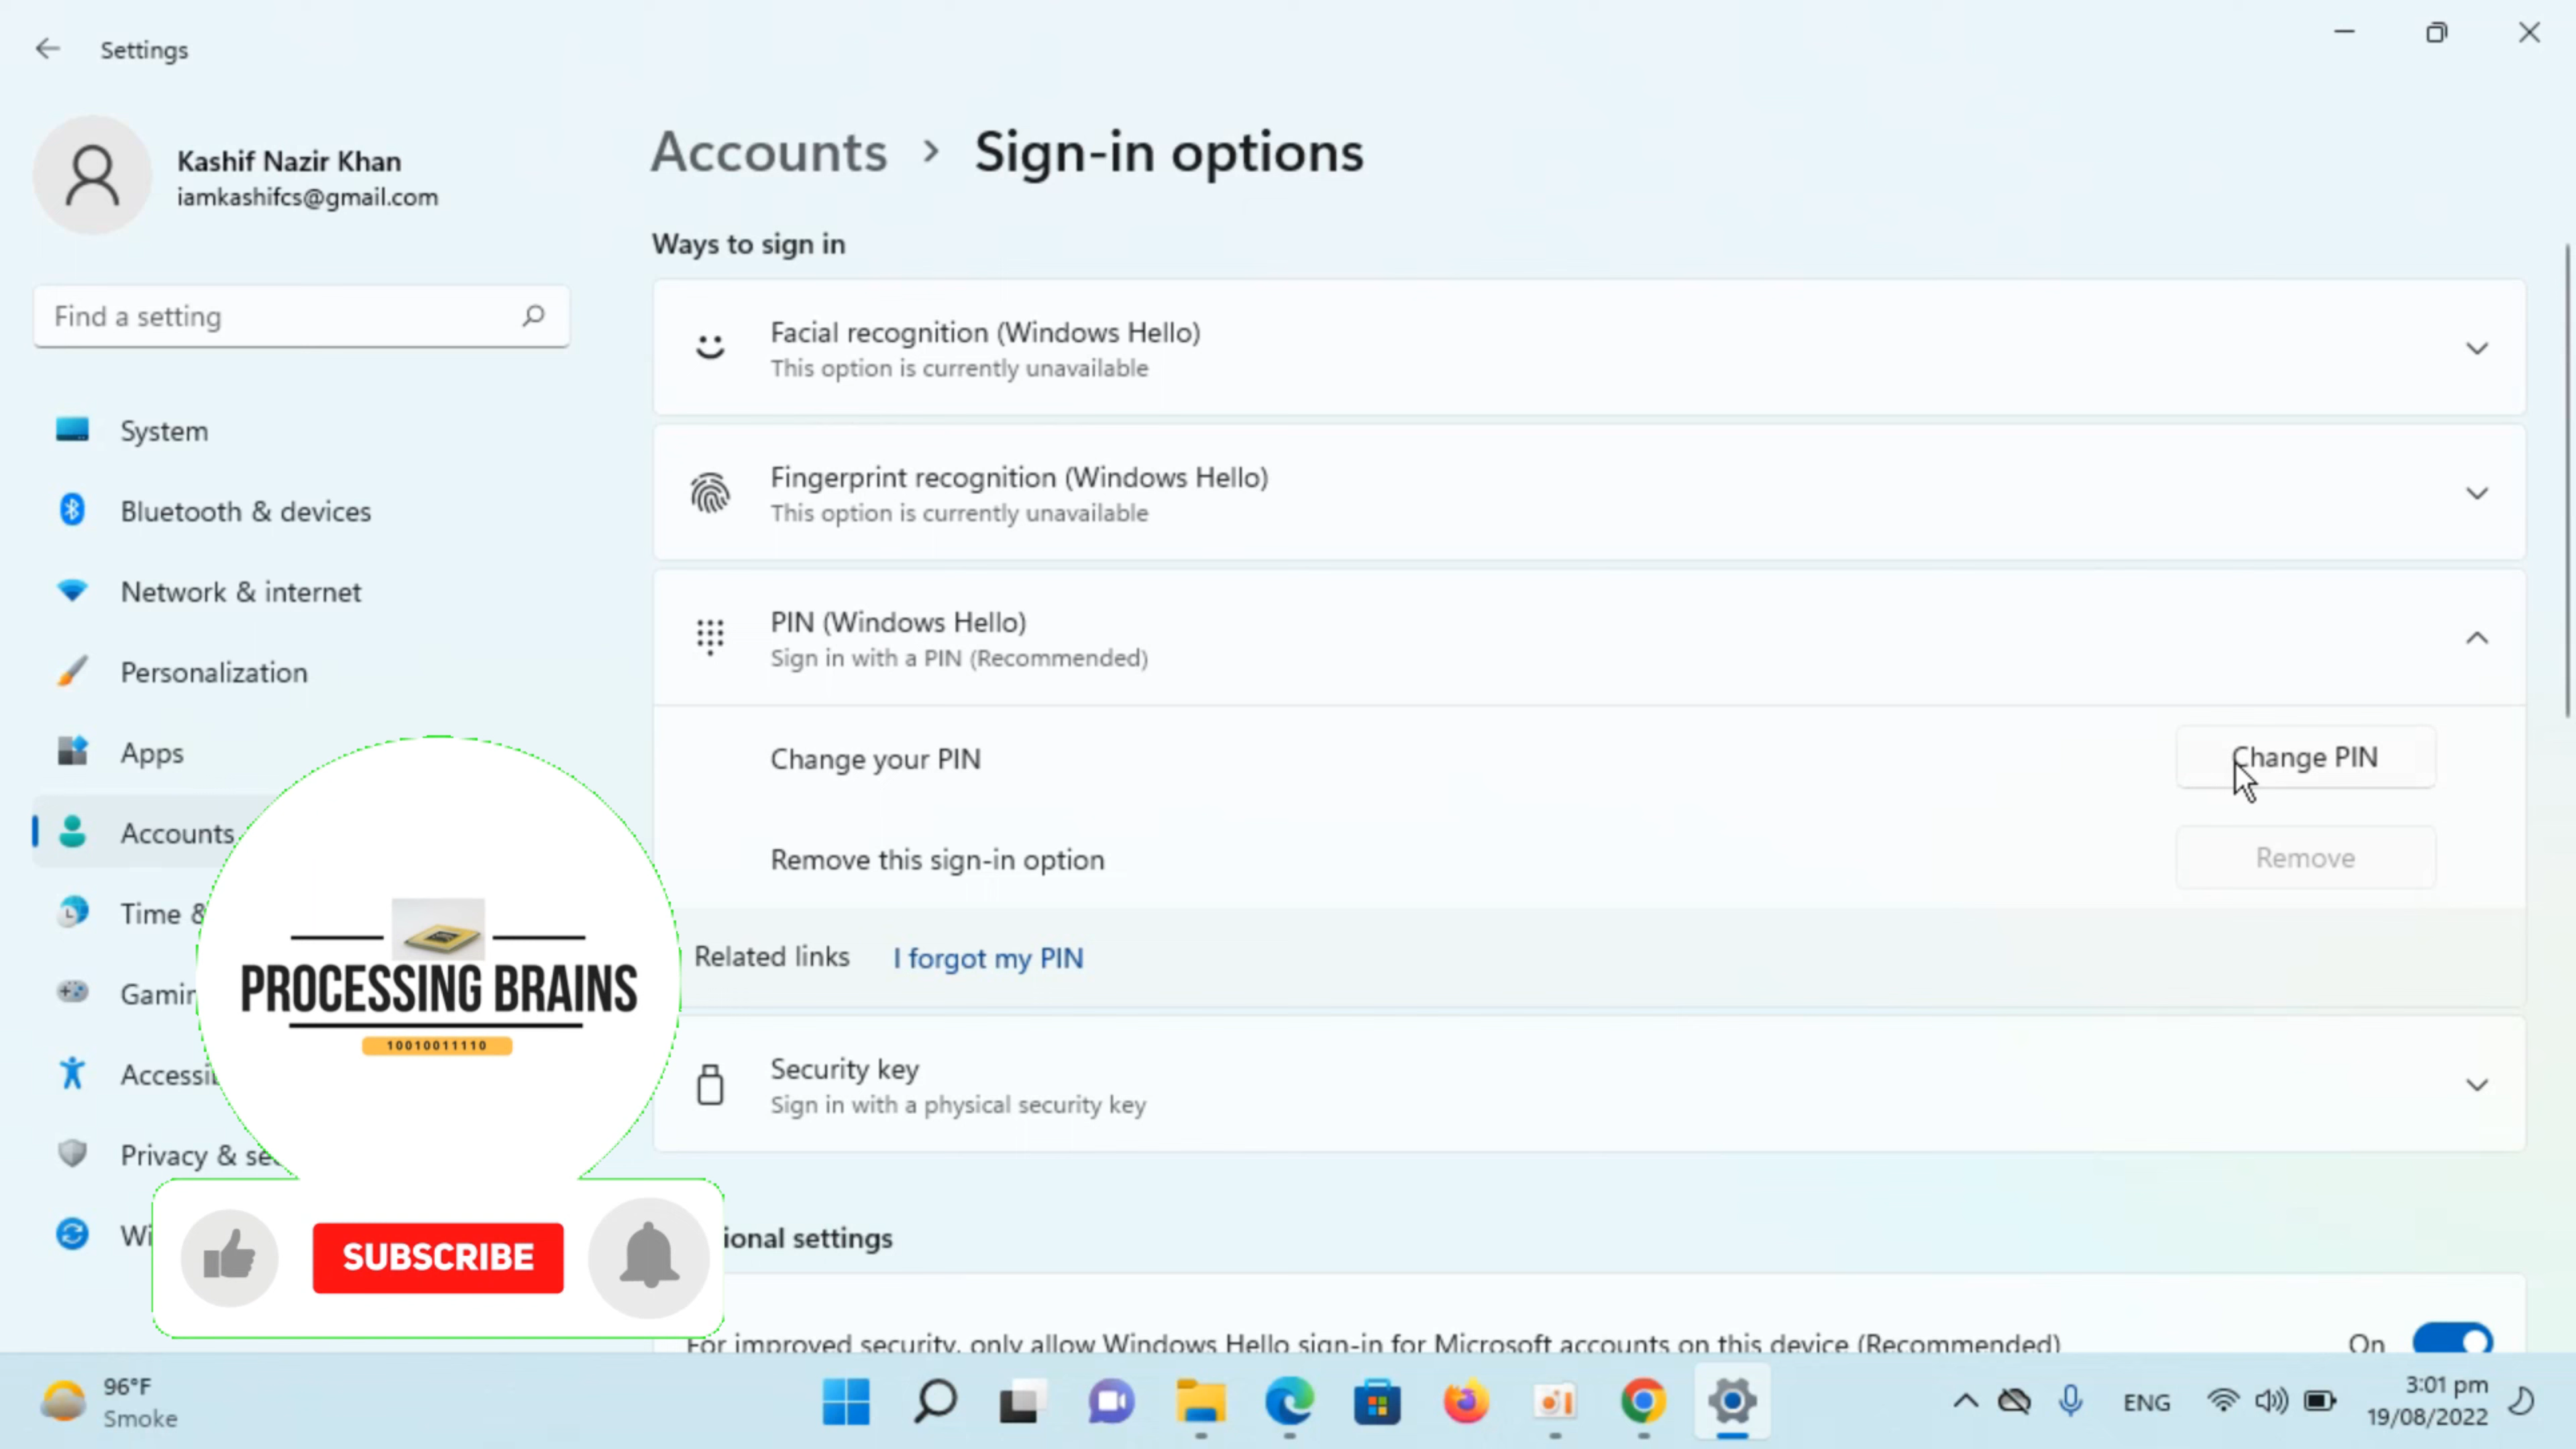 Settings
Kashif Nazir Khan
iamkashifcs@gmail.com
Find a setting
System
Bluetooth & devices
Network & internet
Personalization
Apps
Accounts
Time &
Gamin
Accessi
Privacy & se
Wi
Accounts > Sign-in options
Ways to sign in
Facial recognition (Windows Hello)
This option is currently unavailable
Fingerprint recognition (Windows Hello)
This option is currently unavailable
PIN (Windows Hello)
Sign in with a PIN (Recommended)
Change your PIN
Change PIN
Remove this sign-in option
Remove
Related links I forgot my PIN
Security key
Sign in with a physical security key
ional settings
For improved security, only allow Windows Hello sign-in for Microsoft accounts on this device (Recommended)
On
PROCESSING BRAINS
10010011110
SUBSCRIBE
96°F
Smoke
ENG
3:01 pm
19/08/2022